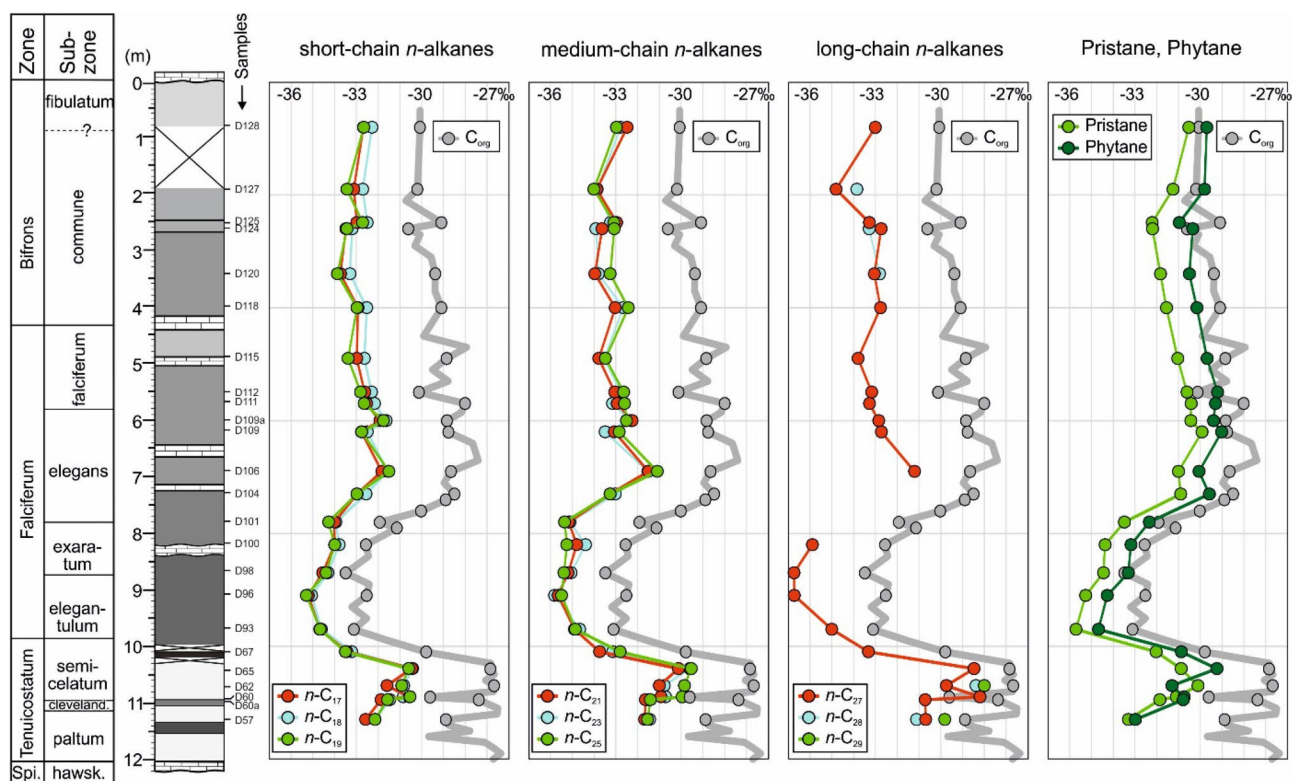 Zone
Sub-
zone
(m)
Samples
short-chain n-alkanes
medium-chain n-alkanes
long-chain n-alkanes
Pristane, Phytane
-36 -33 -30 -27‰
-36 -33 -30 -27‰
-36 -33 -30 -27‰
-36 -33 -30 -27‰
Corg
Corg
Corg
Pristane
Phytane
Corg
Bifrons
Falciferum
Tenuicostatum
Spi.
fibulatum
?
commune
falciferum
elegans
exara-
tum
elegan-
tulum
semi-
celatum
cleveland.
paltum
hawsk.
0
1
2
3
4
5
6
7
8
9
10
11
12
D128
D127
D125
D124
D120
D118
D115
D112
D111
D109a
D109
D106
D104
D101
D100
D98
D96
D93
D67
D65
D62
D60
D60a
D57
n-C17
n-C18
n-C19
n-C21
n-C23
n-C25
n-C27
n-C28
n-C29